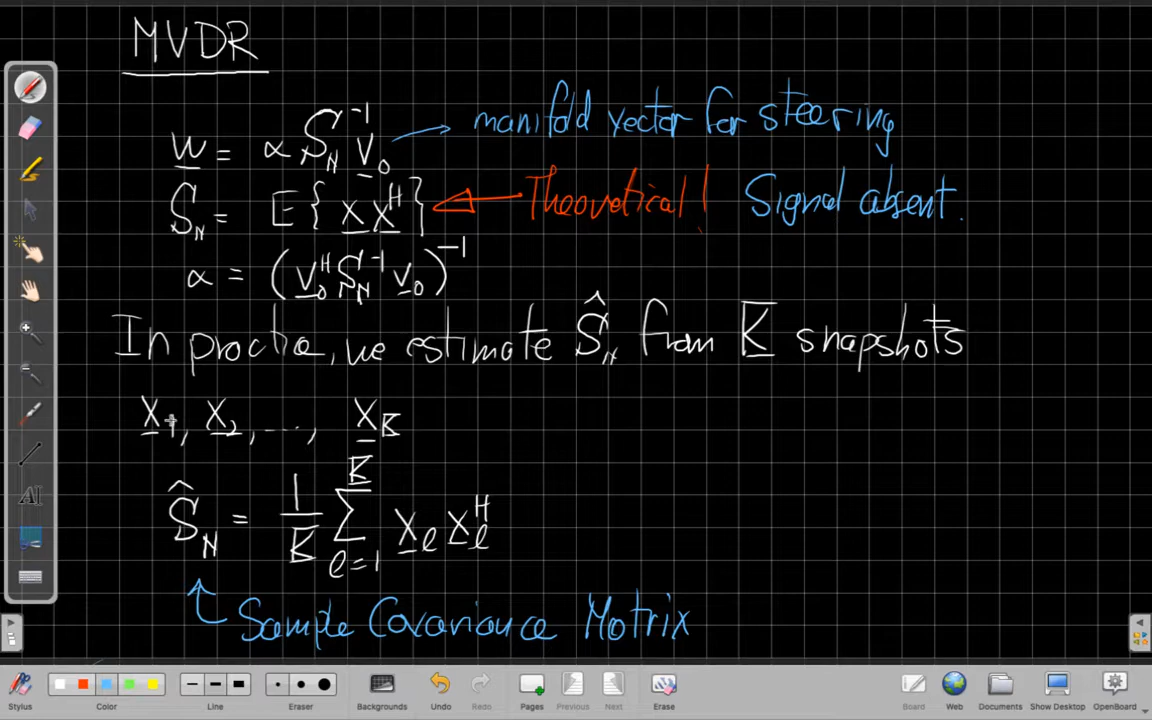 MVDR
w = α S_N^{-1} v_0 → manifold vector for steering
S_N = E{x x^H} ← Theoretical! Signal absent.
α = (v_0^H S_N^{-1} v_0)^{-1}
In practice, we estimate Ŝ_N from K snapshots
x_1, x_2, ..., x_K
Ŝ_N = 1/K ∑_{l=1}^{K} x_l x_l^H
Sample Covariance Matrix
Stylus Color Line Eraser Backgrounds Undo Redo Pages Previous Next Erase Board Web Documents Show Desktop OpenBoard